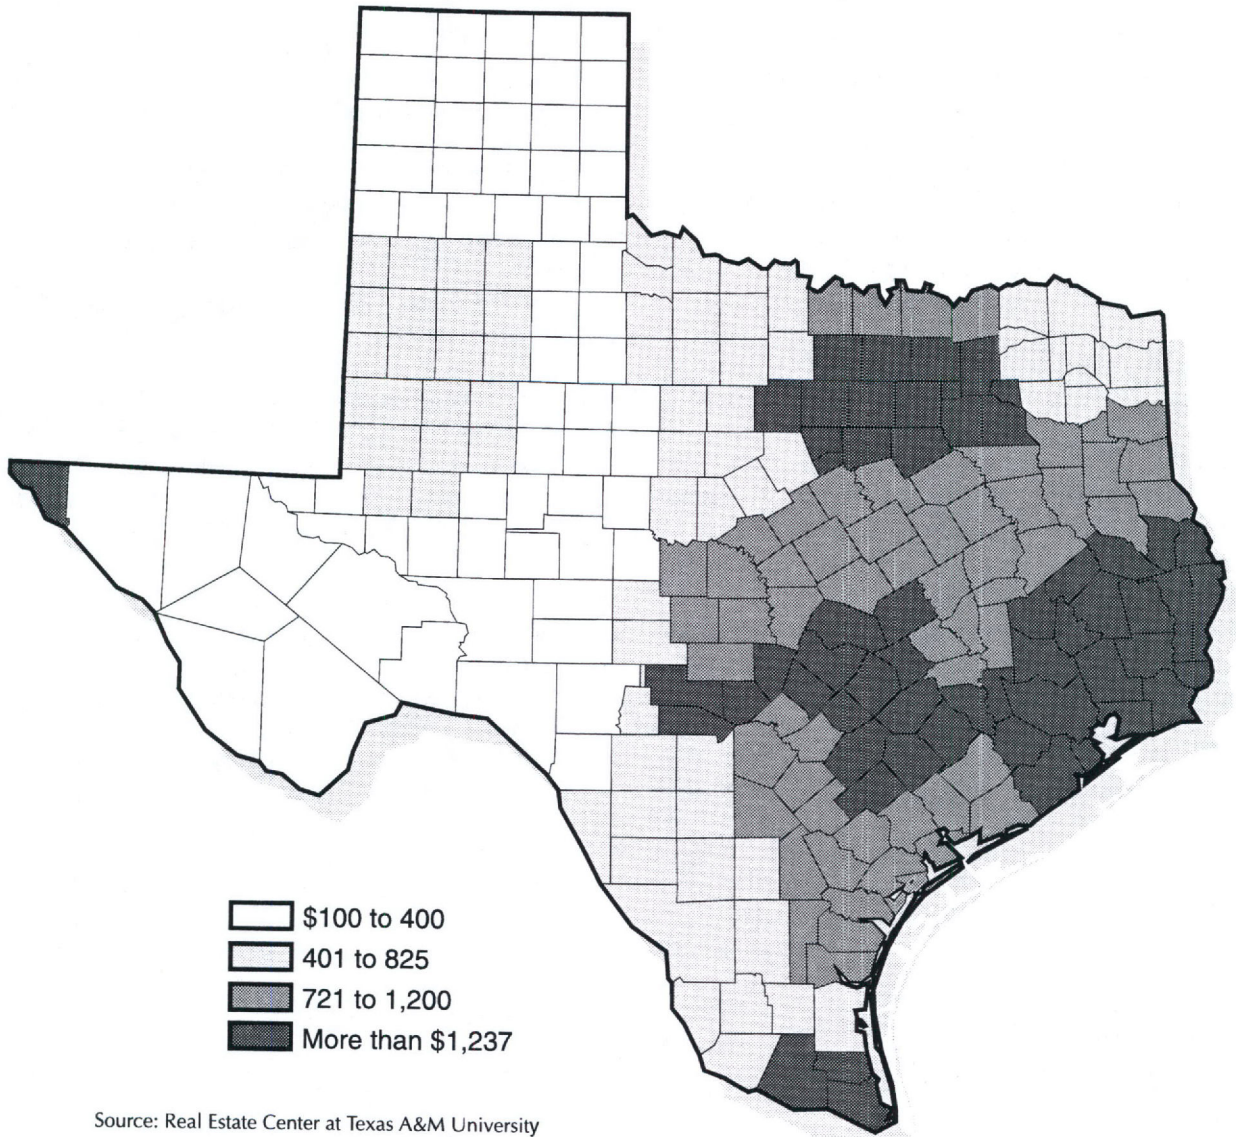 $100 to 400
401 to 825
721 to 1,200
More than $1,237
Source: Real Estate Center at Texas A&M University